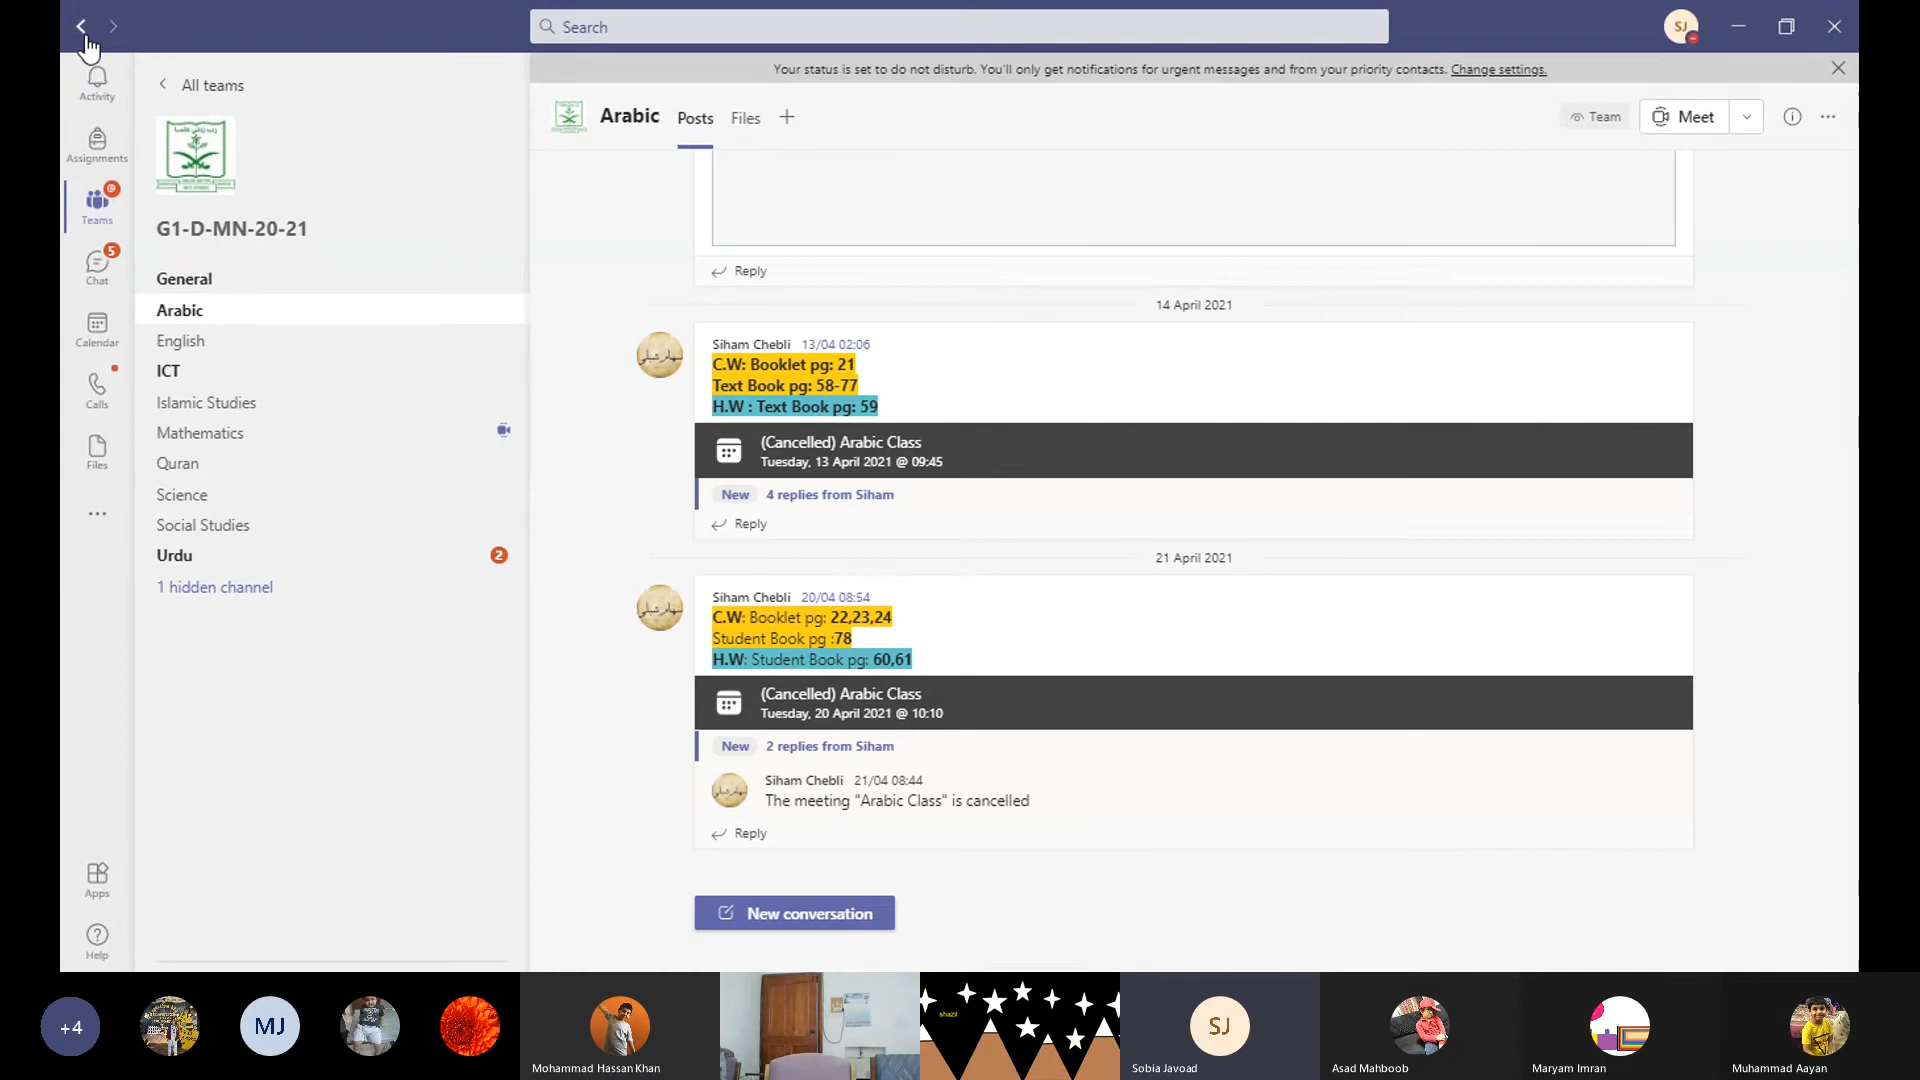 Search
SJ
Your status is set to do not disturb. You'll only get notifications for urgent messages and from your priority contacts. Change settings.
Activity
Assignments
Teams
Chat
5
Calendar
Calls
Files
Apps
Help
All teams
G1-D-MN-20-21
General
Arabic
English
ICT
Islamic Studies
Mathematics
Quran
Science
Social Studies
Urdu
2
1 hidden channel
Arabic
Posts
Files
Team
Meet
Reply
14 April 2021
Siham Chebli 13/04 02:06
C.W: Booklet pg: 21
Text Book pg: 58-77
H.W : Text Book pg: 59
(Cancelled) Arabic Class
Tuesday, 13 April 2021 @ 09:45
New 4 replies from Siham
Reply
21 April 2021
Siham Chebli 20/04 08:54
C.W: Booklet pg: 22,23,24
Student Book pg :78
H.W: Student Book pg: 60,61
(Cancelled) Arabic Class
Tuesday, 20 April 2021 @ 10:10
New 2 replies from Siham
Siham Chebli 21/04 08:44
The meeting "Arabic Class" is cancelled
Reply
New conversation
+4
MJ
Mohammad Hassan Khan
shazil
SJ
Sobia Javoad
Asad Mahboob
Maryam Imran
Muhammad Aayan